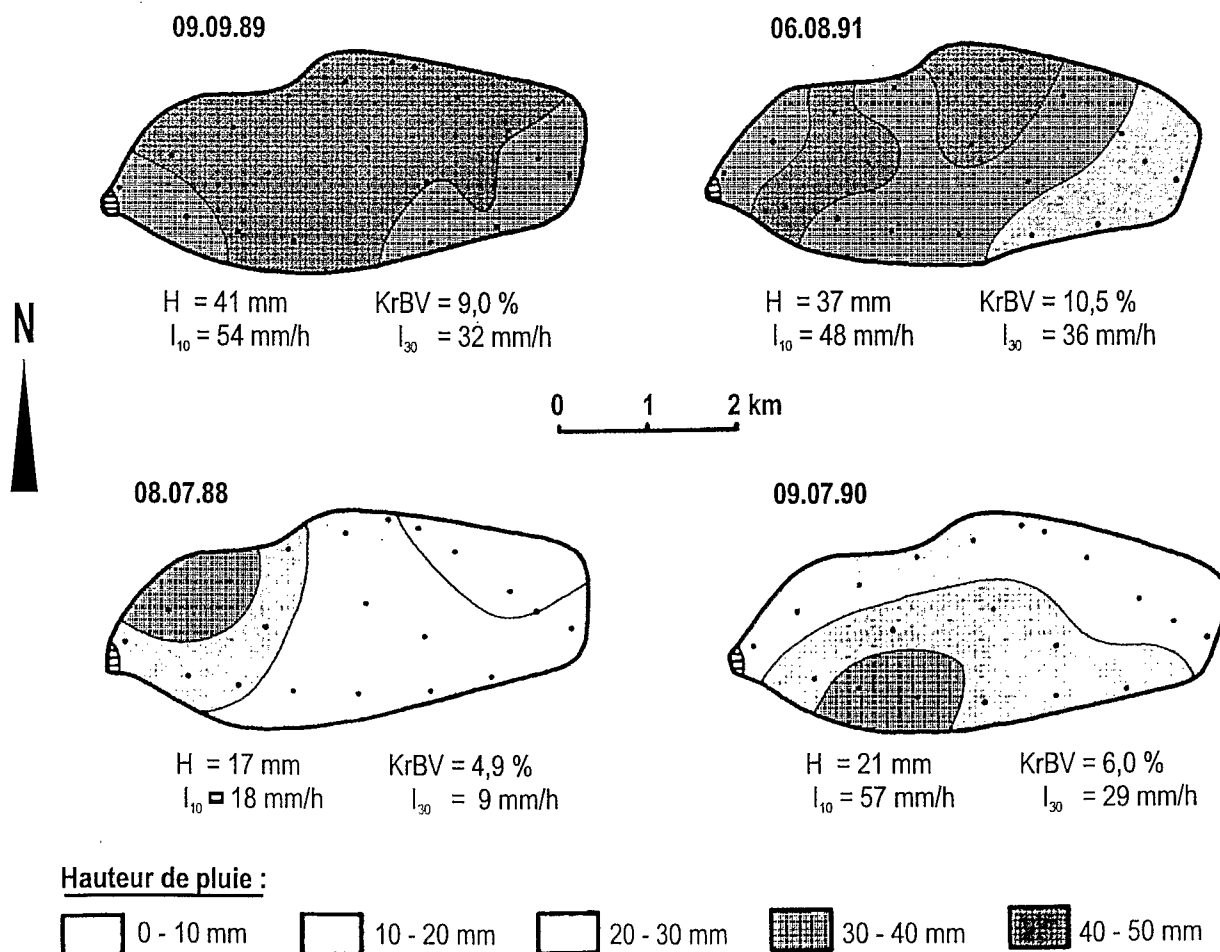 09.09.89
06.08.91
H = 41 mm KrBV = 9,0 %
I10 = 54 mm/h I30 = 32 mm/h
H = 37 mm KrBV = 10,5 %
I10 = 48 mm/h I30 = 36 mm/h
N
0 1 2 km
08.07.88
09.07.90
H = 17 mm KrBV = 4,9 %
I10 = 18 mm/h I30 = 9 mm/h
H = 21 mm KrBV = 6,0 %
I10 = 57 mm/h I30 = 29 mm/h
Hauteur de pluie :
0 - 10 mm 10 - 20 mm 20 - 30 mm 30 - 40 mm 40 - 50 mm